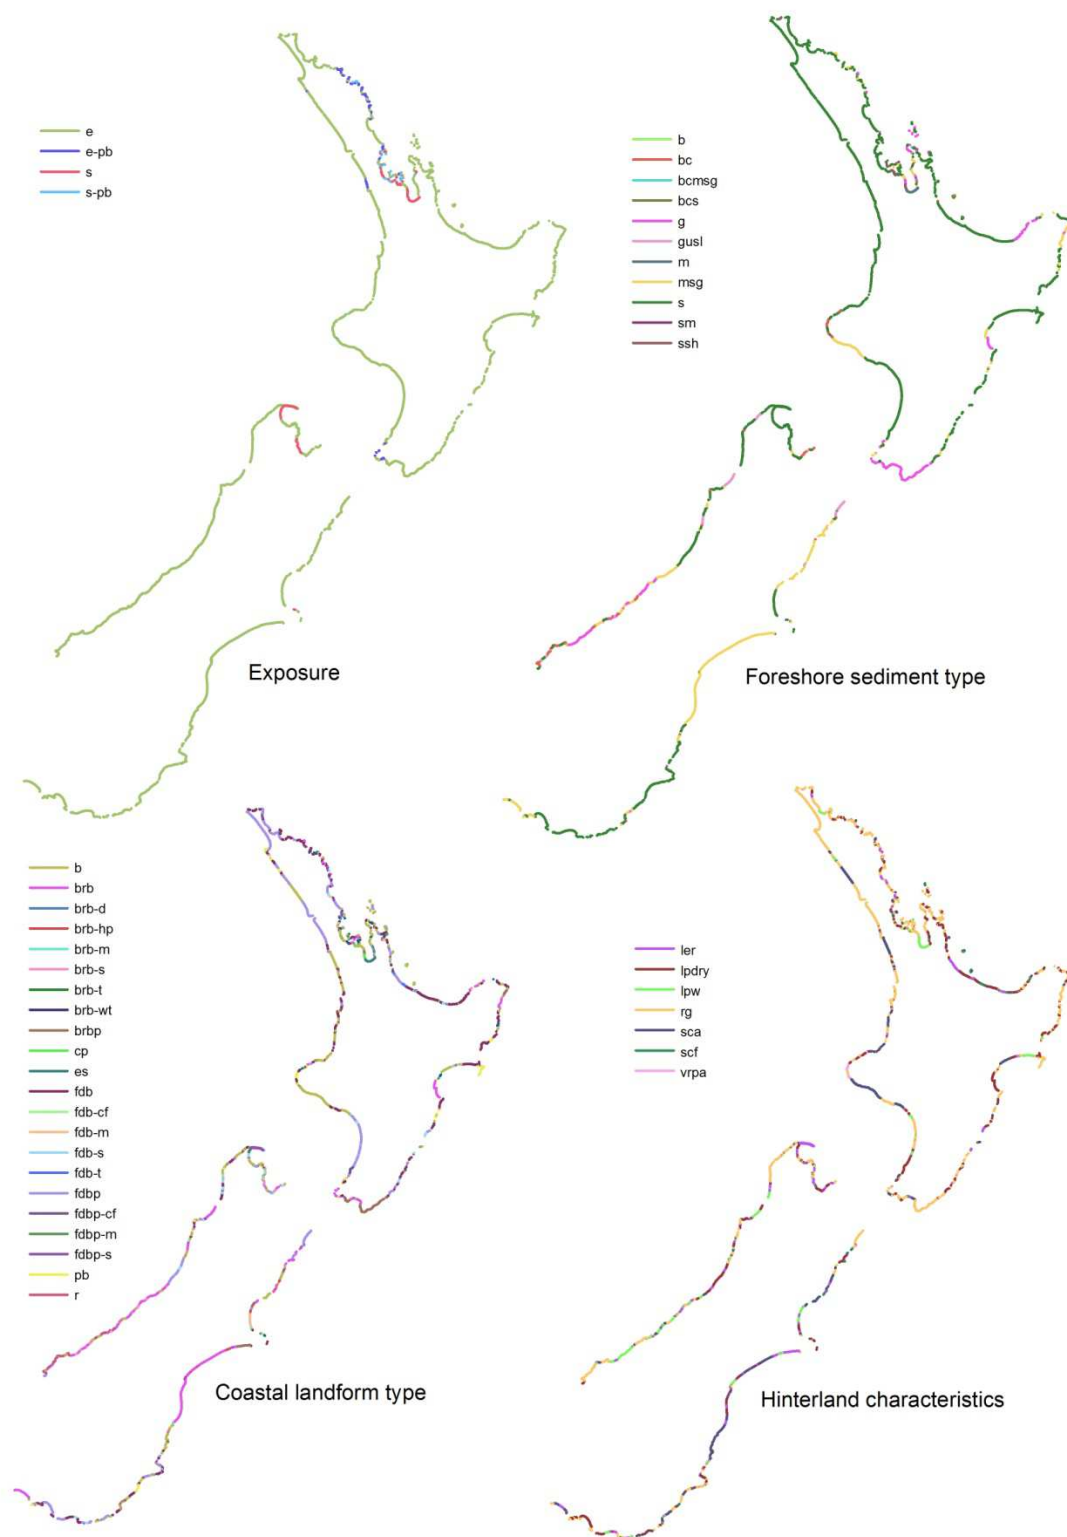 e
e-pb
s
s-pb
Exposure
b
bc
bcmsg
bcs
g
gusl
m
msg
s
sm
ssh
Foreshore sediment type
b
brb
brb-d
brb-hp
brb-m
brb-s
brb-t
brb-wt
brbp
cp
es
fdb
fdb-cf
fdb-m
fdb-s
fdb-t
fdbp
fdbp-cf
fdbp-m
fdbp-s
pb
r
Coastal landform type
ler
lpdry
lpw
rg
sca
scf
vrpa
Hinterland characteristics